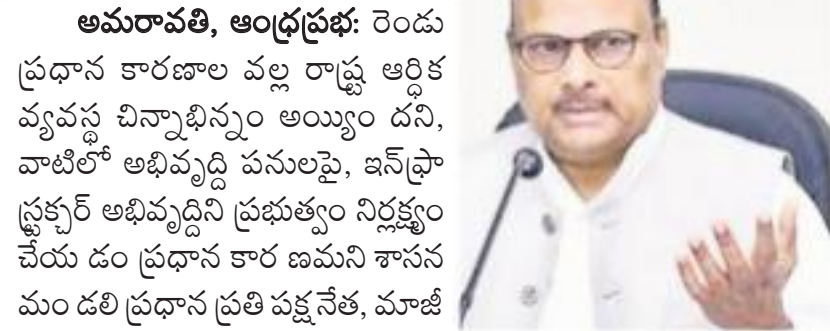 అమరావతి, ఆంధ్రప్రభ: రెండు
ప్రధాన కారణాల వల్ల రాష్ట్ర ఆర్థిక
వ్యవస్థ చిన్నాభిన్నం అయ్యిం దని,
వాటిలో అభివృద్ధి పనులపై, ఇన్‌ఫ్రా
స్ట్రక్చర్ అభివృద్దిని ప్రభుత్వం నిర్లక్ష్యం
చేయ డం ప్రధాన కార ణమని శాసన
మం డలి ప్రధాన ప్రతి పక్షనేత, మాజీ